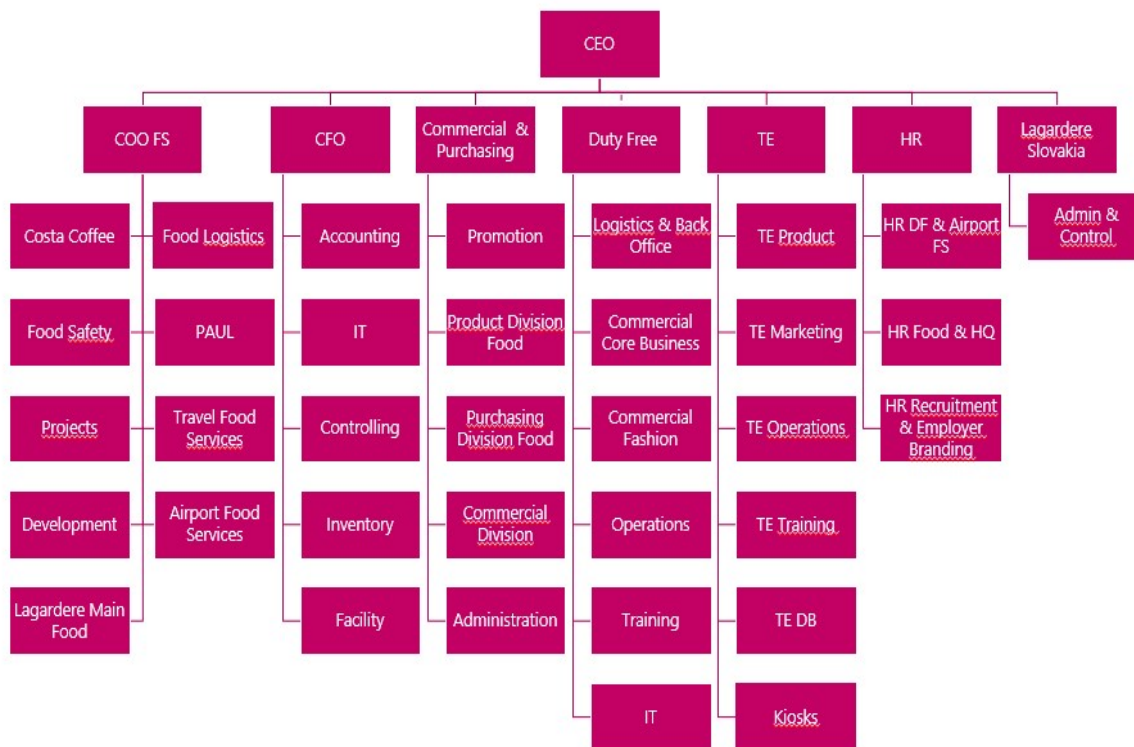 CEO
COO FS
CFO
Commercial &
Purchasing
Duty Free
TE
HR
Lagardere
Slovakia
Costa Coffee
Food Logistics
Accounting
Promotion
Logistics & Back
Office
TE Product
HR DF & Airport
FS
Admin &
Control
Food Safety
PAUL
IT
Product Division
Food
Commercial
Core Business
TE Marketing
HR Food & HQ
Projects
Travel Food
Services
Controlling
Purchasing
Division Food
Commercial
Fashion
TE Operations
HR Recruitment
& Employer
Branding
Development
Airport Food
Services
Inventory
Commercial
Division
Operations
TE Training
Lagardere Main
Food
Facility
Administration
Training
TE DB
IT
Kiosks